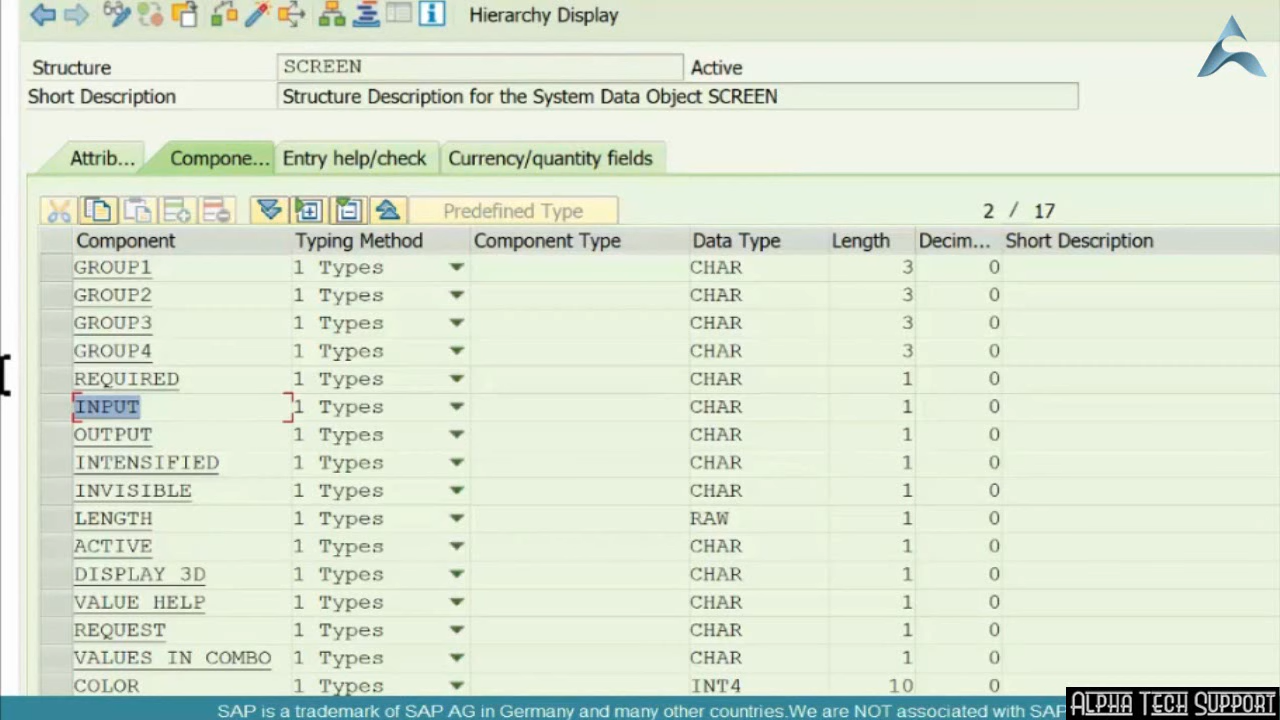 Hierarchy Display
Structure SCREEN Active
Short Description Structure Description for the System Data Object SCREEN
Attrib... Compone... Entry help/check Currency/quantity fields
Predefined Type 2 / 17
Component Typing Method Component Type Data Type Length Decim... Short Description
GROUP1 1 Types CHAR 3 0
GROUP2 1 Types CHAR 3 0
GROUP3 1 Types CHAR 3 0
GROUP4 1 Types CHAR 3 0
REQUIRED 1 Types CHAR 1 0
INPUT 1 Types CHAR 1 0
OUTPUT 1 Types CHAR 1 0
INTENSIFIED 1 Types CHAR 1 0
INVISIBLE 1 Types CHAR 1 0
LENGTH 1 Types RAW 1 0
ACTIVE 1 Types CHAR 1 0
DISPLAY 3D 1 Types CHAR 1 0
VALUE HELP 1 Types CHAR 1 0
REQUEST 1 Types CHAR 1 0
VALUES IN COMBO 1 Types CHAR 1 0
COLOR 1 Types INT4 10 0
SAP is a trademark of SAP AG in Germany and many other countries.We are NOT associated with SAP
ALPHA TECH SUPPORT